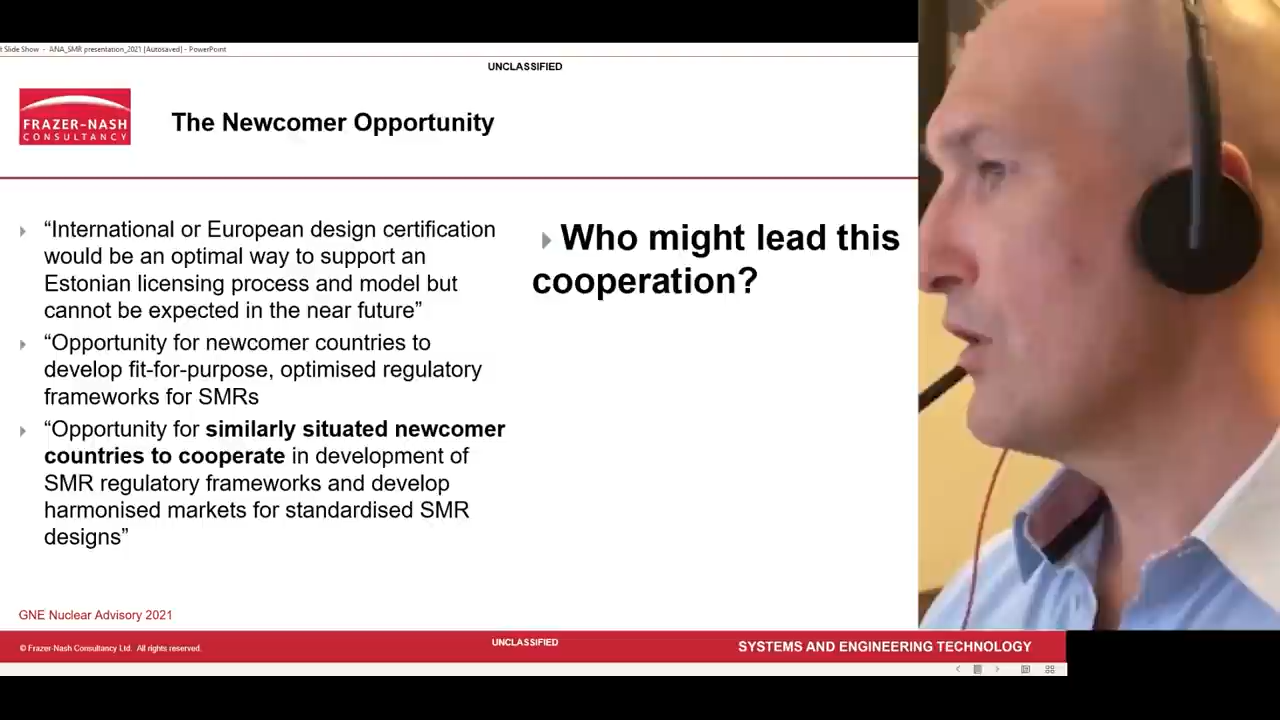 t Slide Show - ANA_SMR presentation_2021 [Autosaved] - PowerPoint
UNCLASSIFIED
FRAZER-NASH
CONSULTANCY
The Newcomer Opportunity
“International or European design certification
would be an optimal way to support an
Estonian licensing process and model but
cannot be expected in the near future”
“Opportunity for newcomer countries to
develop fit-for-purpose, optimised regulatory
frameworks for SMRs
“Opportunity for similarly situated newcomer
countries to cooperate in development of
SMR regulatory frameworks and develop
harmonised markets for standardised SMR
designs”
Who might lead this
cooperation?
GNE Nuclear Advisory 2021
© Frazer-Nash Consultancy Ltd. All rights reserved.
UNCLASSIFIED
SYSTEMS AND ENGINEERING TECHNOLOGY